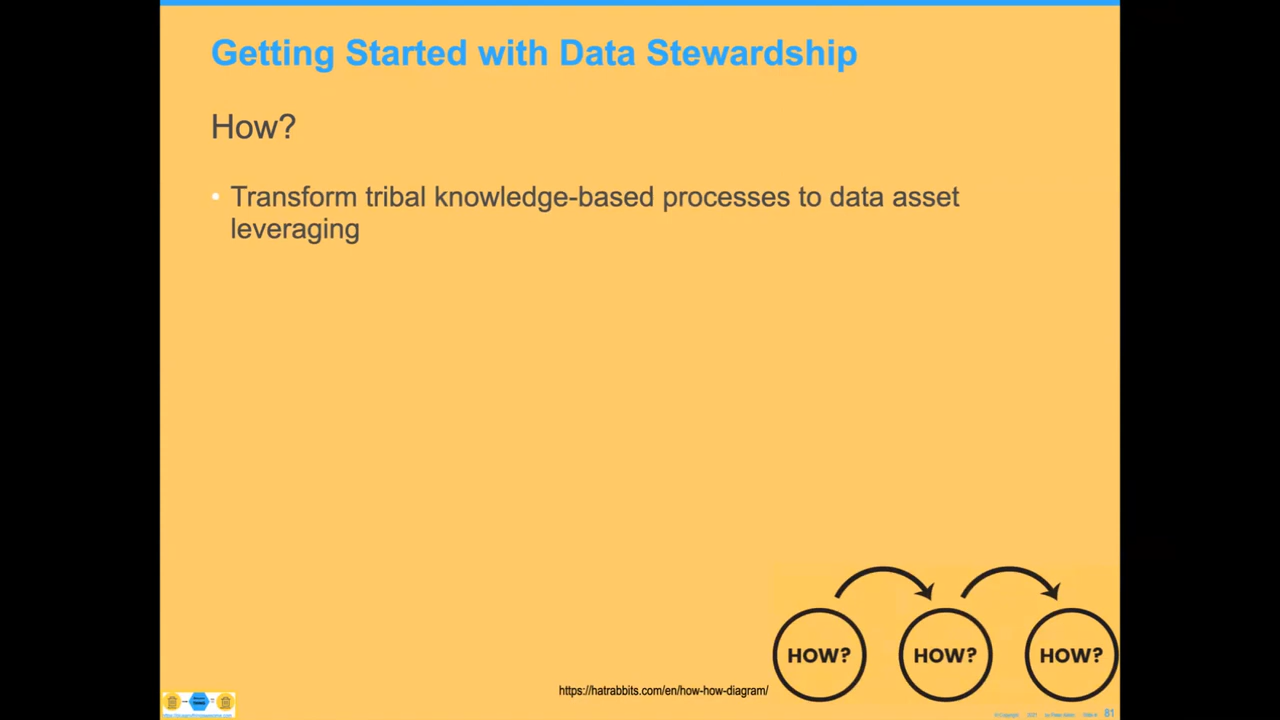 Getting Started with Data Stewardship
How?
• Transform tribal knowledge-based processes to data asset
leveraging
HOW? HOW? HOW?
https://hatrabbits.com/en/how-how-diagram/
81